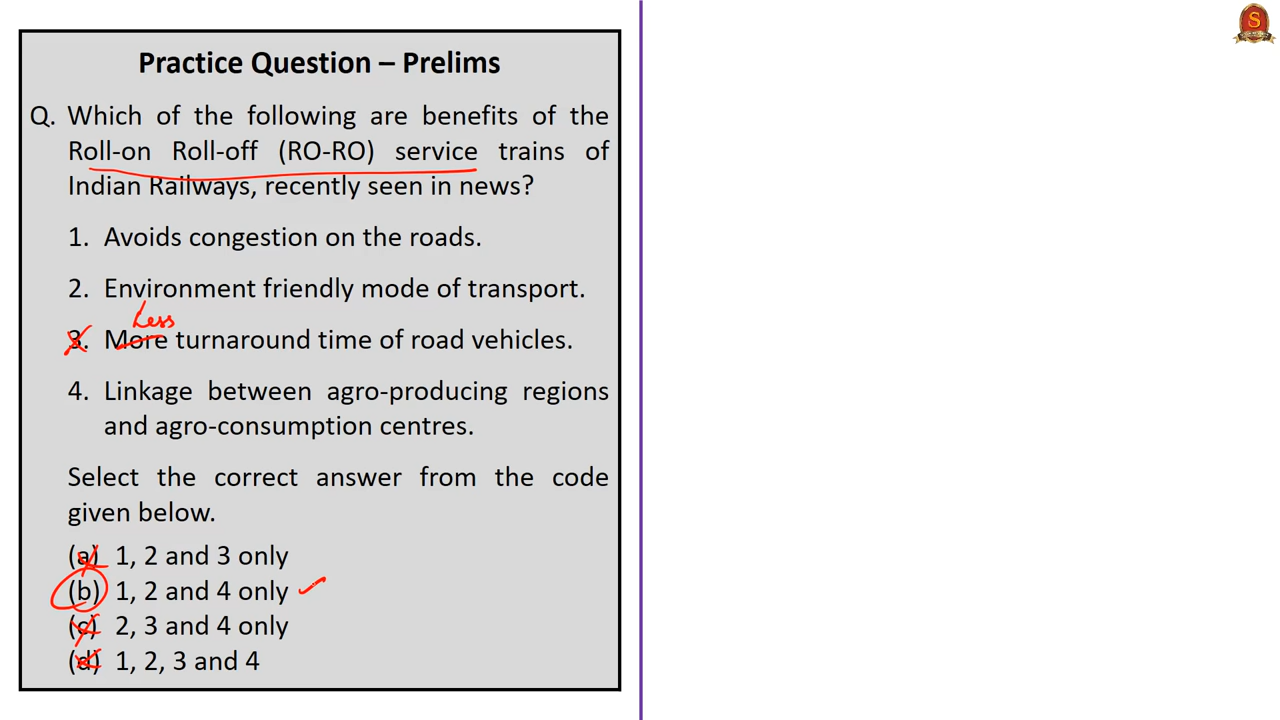 Practice Question – Prelims
Q. Which of the following are benefits of the
Roll-on Roll-off (RO-RO) service trains of
Indian Railways, recently seen in news?
1. Avoids congestion on the roads.
2. Environment friendly mode of transport.
Less
3. More turnaround time of road vehicles.
4. Linkage between agro-producing regions
and agro-consumption centres.
Select the correct answer from the code
given below.
(a) 1, 2 and 3 only
(b) 1, 2 and 4 only
(c) 2, 3 and 4 only
(d) 1, 2, 3 and 4
S